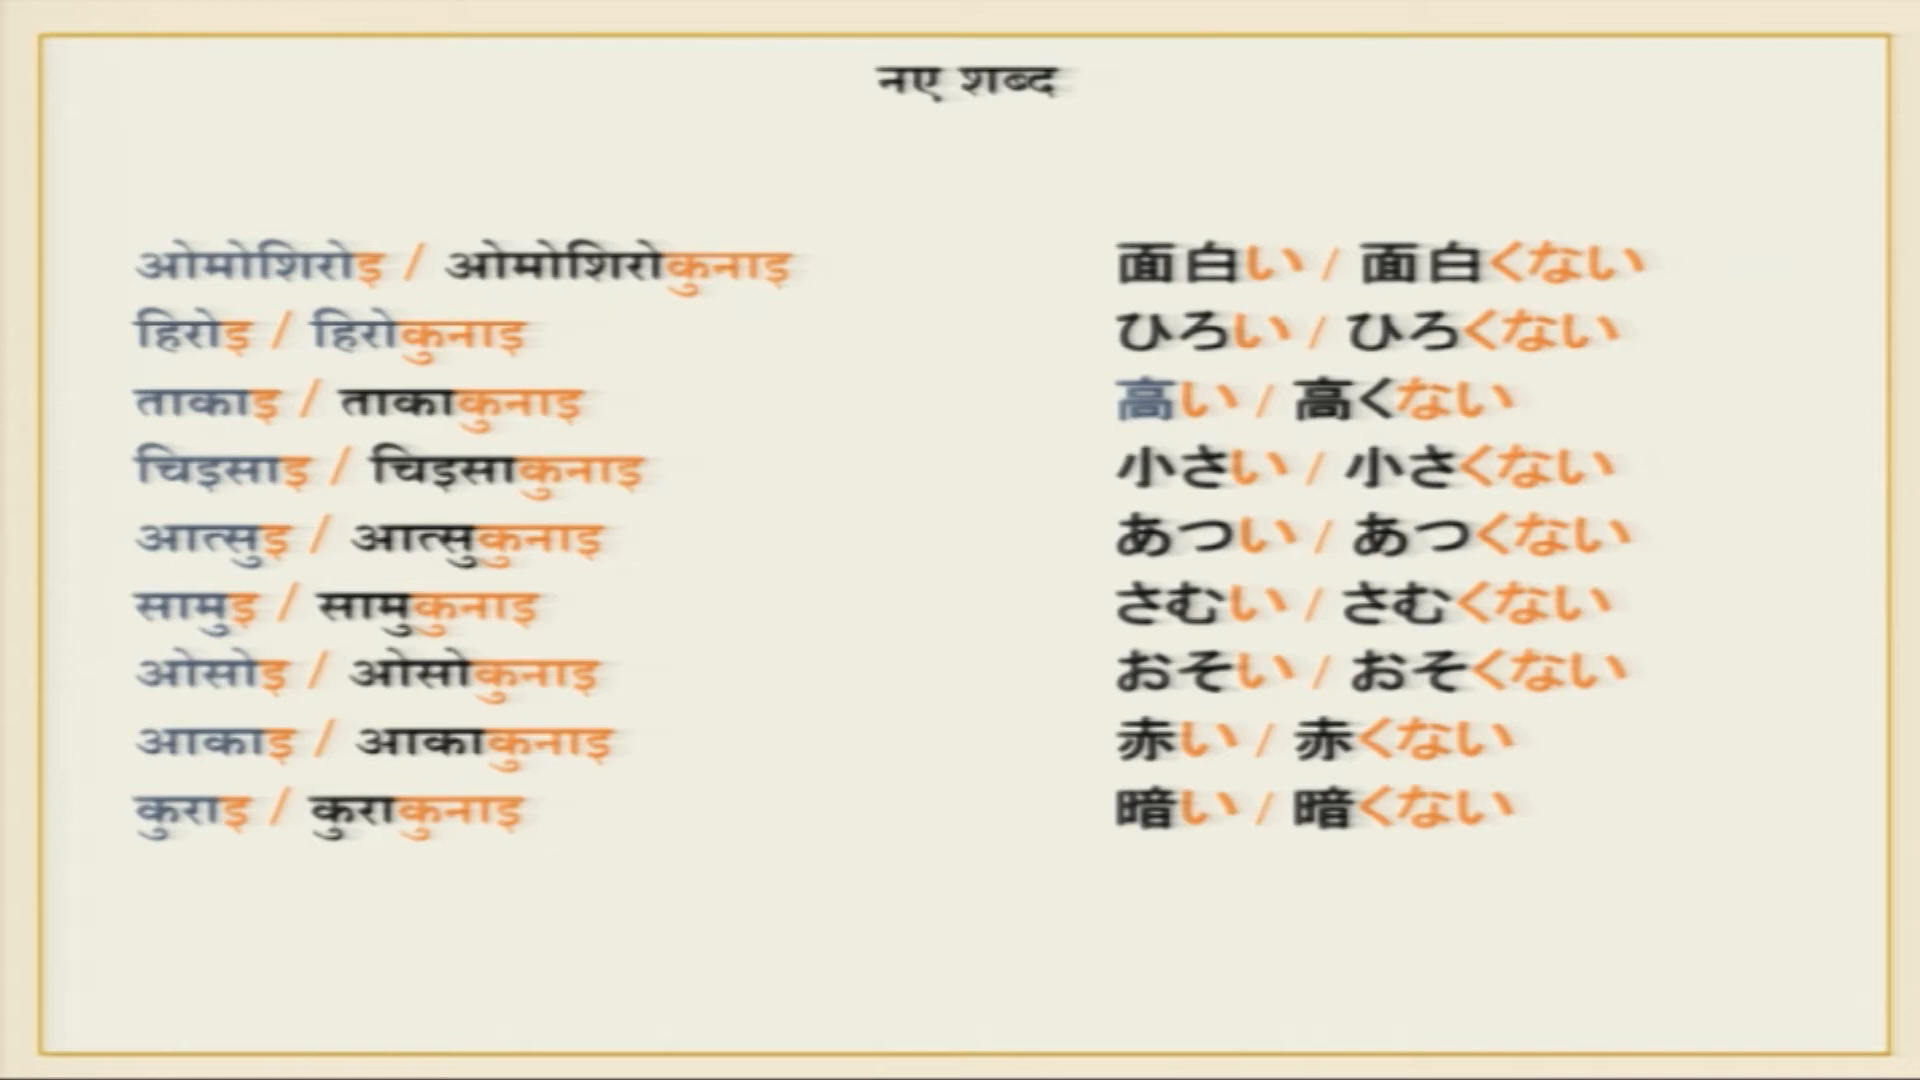 नए शब्द
ओमोशिरोइ / ओमोशिरोकुनाइ
हिरोइ / हिरोकुनाइ
ताकाइ / ताकाकुनाइ
चिइसाइ / चिइसाकुनाइ
आत्सुइ / आत्सुकुनाइ
सामुइ / सामुकुनाइ
ओसोइ / ओसोकुनाइ
आकाइ / आकाकुनाइ
कुराइ / कुराकुनाइ
面白い / 面白くない
ひろい / ひろくない
高い / 高くない
小さい / 小さくない
あつい / あつくない
さむい / さむくない
おそい / おそくない
赤い / 赤くない
暗い / 暗くない